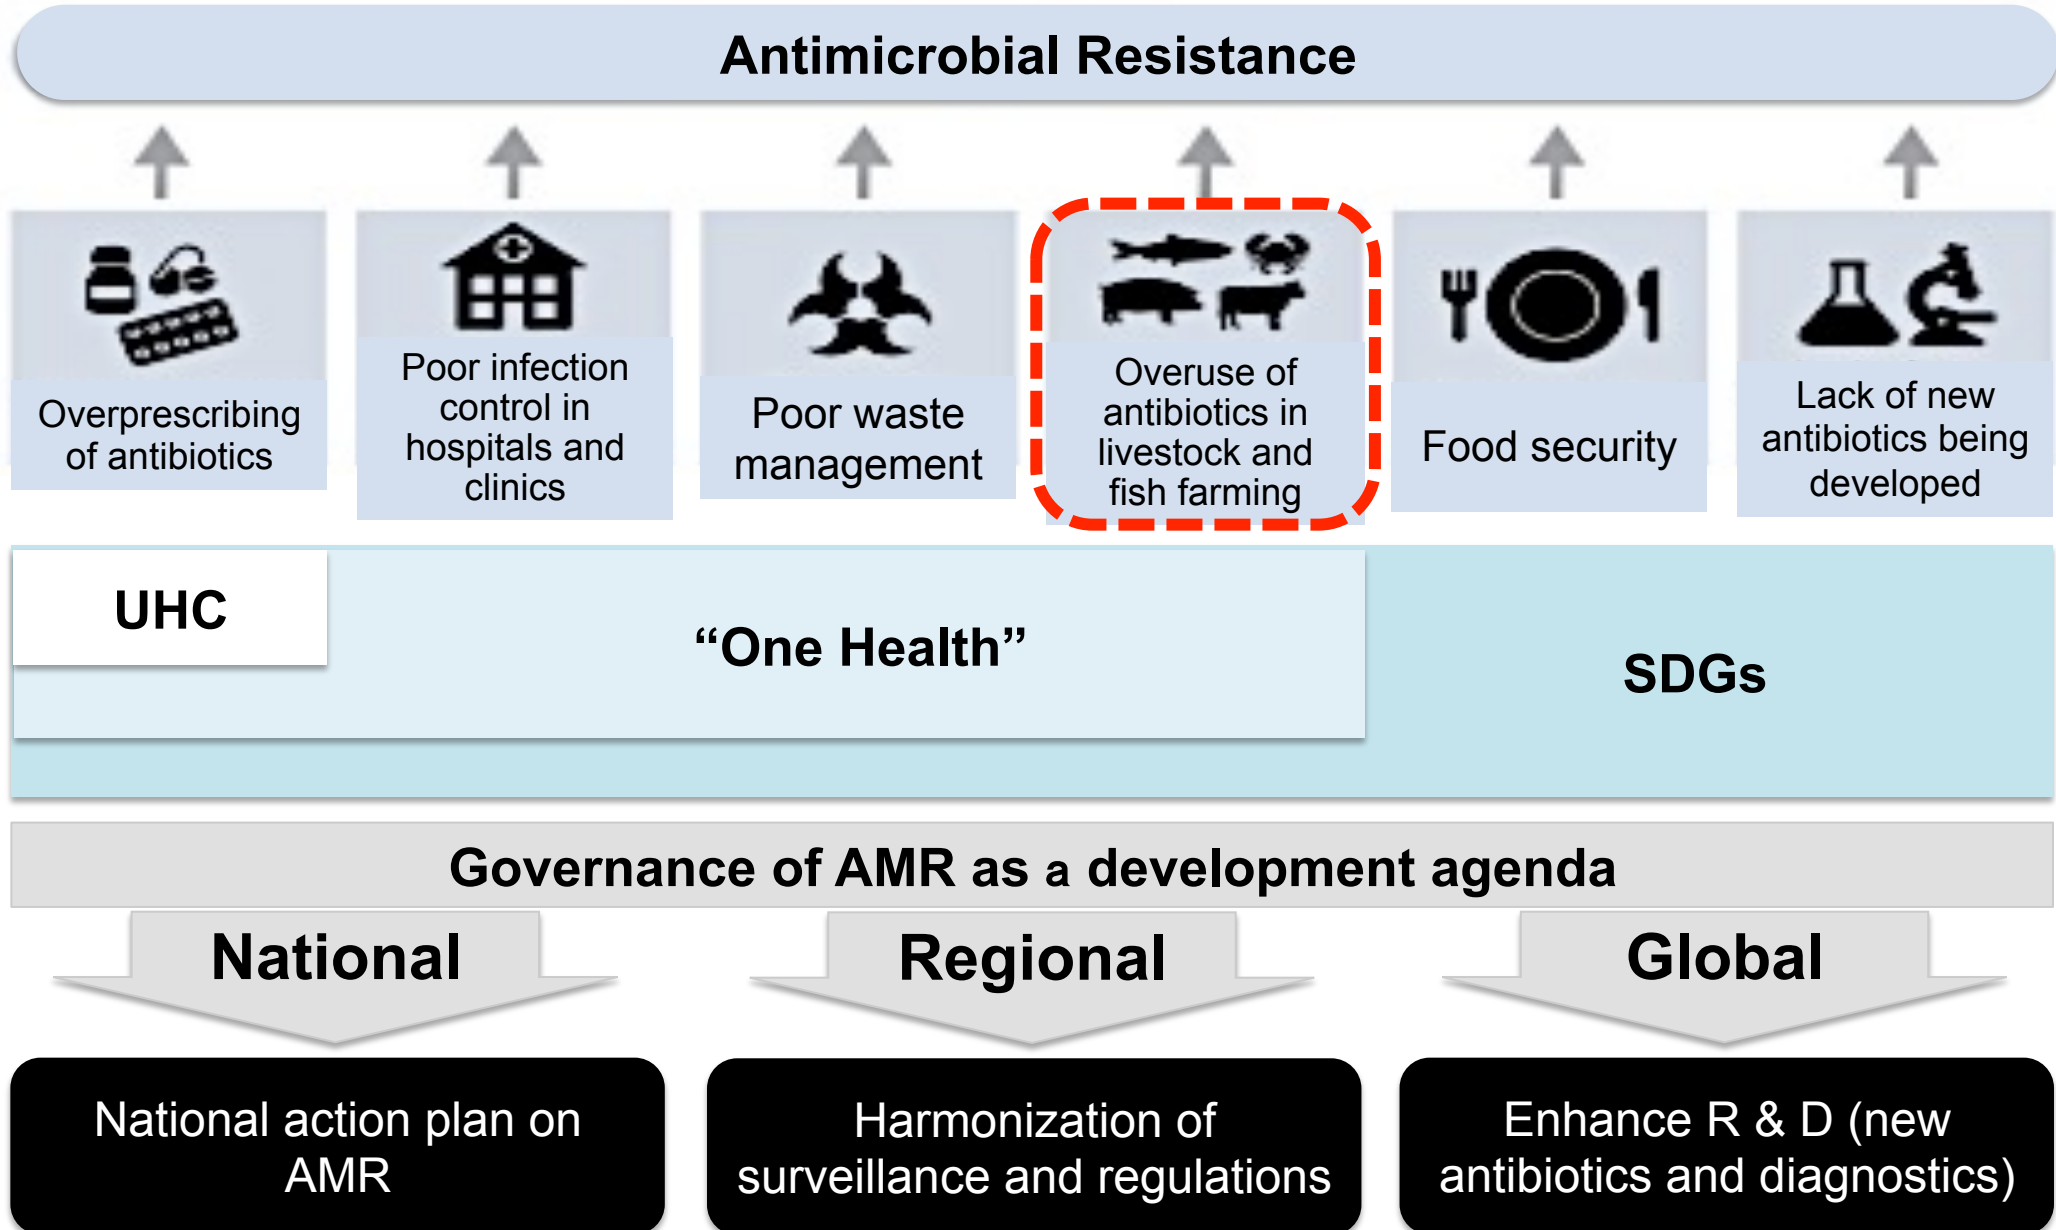 Antimicrobial Resistance
Overprescribing
of antibiotics
Poor infection
control in
hospitals and
clinics
Poor waste
management
Overuse of
antibiotics in
livestock and
fish farming
Food security
Lack of new
antibiotics being
developed
UHC
“One Health”
SDGs
Governance of AMR as a development agenda
National
Regional
Global
National action plan on
AMR
Harmonization of
surveillance and regulations
Enhance R & D (new
antibiotics and diagnostics)